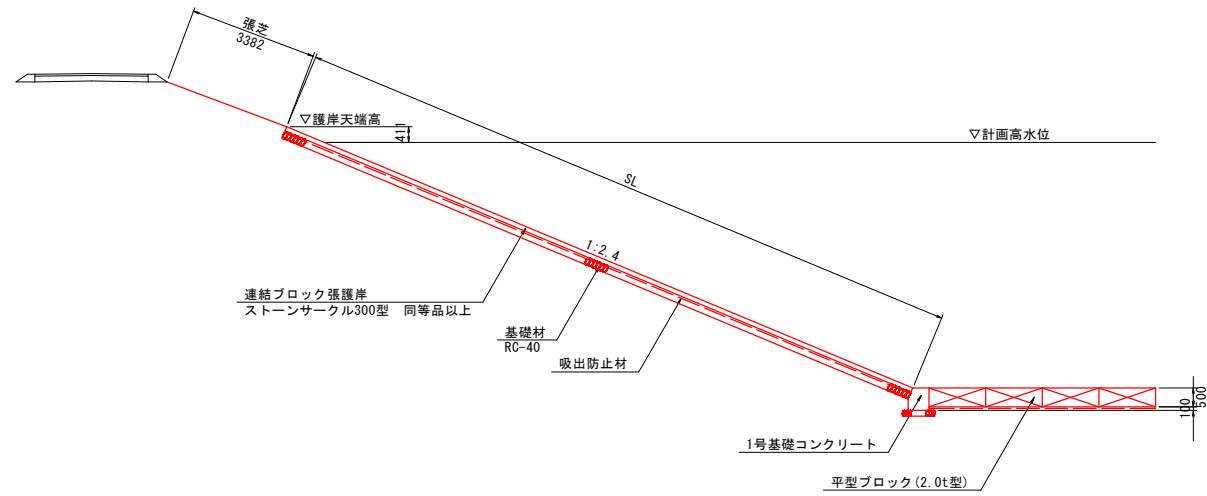 張芝
3382
▽護岸天端高
411
▽計画高水位
SL
1:2.4
連結ブロック張護岸
ストーンサークル300型 同等品以上
基礎材
RC-40
吸出防止材
100
500
1号基礎コンクリート
平型ブロック(2.0t型)